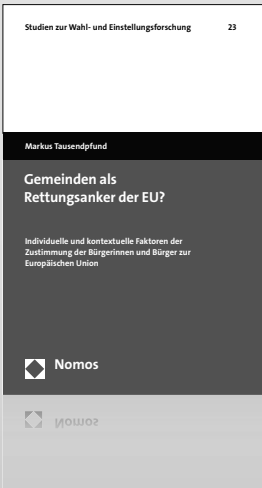 Studien zur Wahl- und Einstellungsforschung 23
Markus Tausendpfund
Gemeinden als
Rettungsanker der EU?
Individuelle und kontextuelle Faktoren der
Zustimmung der Bürgerinnen und Bürger zur
Europäischen Union
Nomos
Nomos